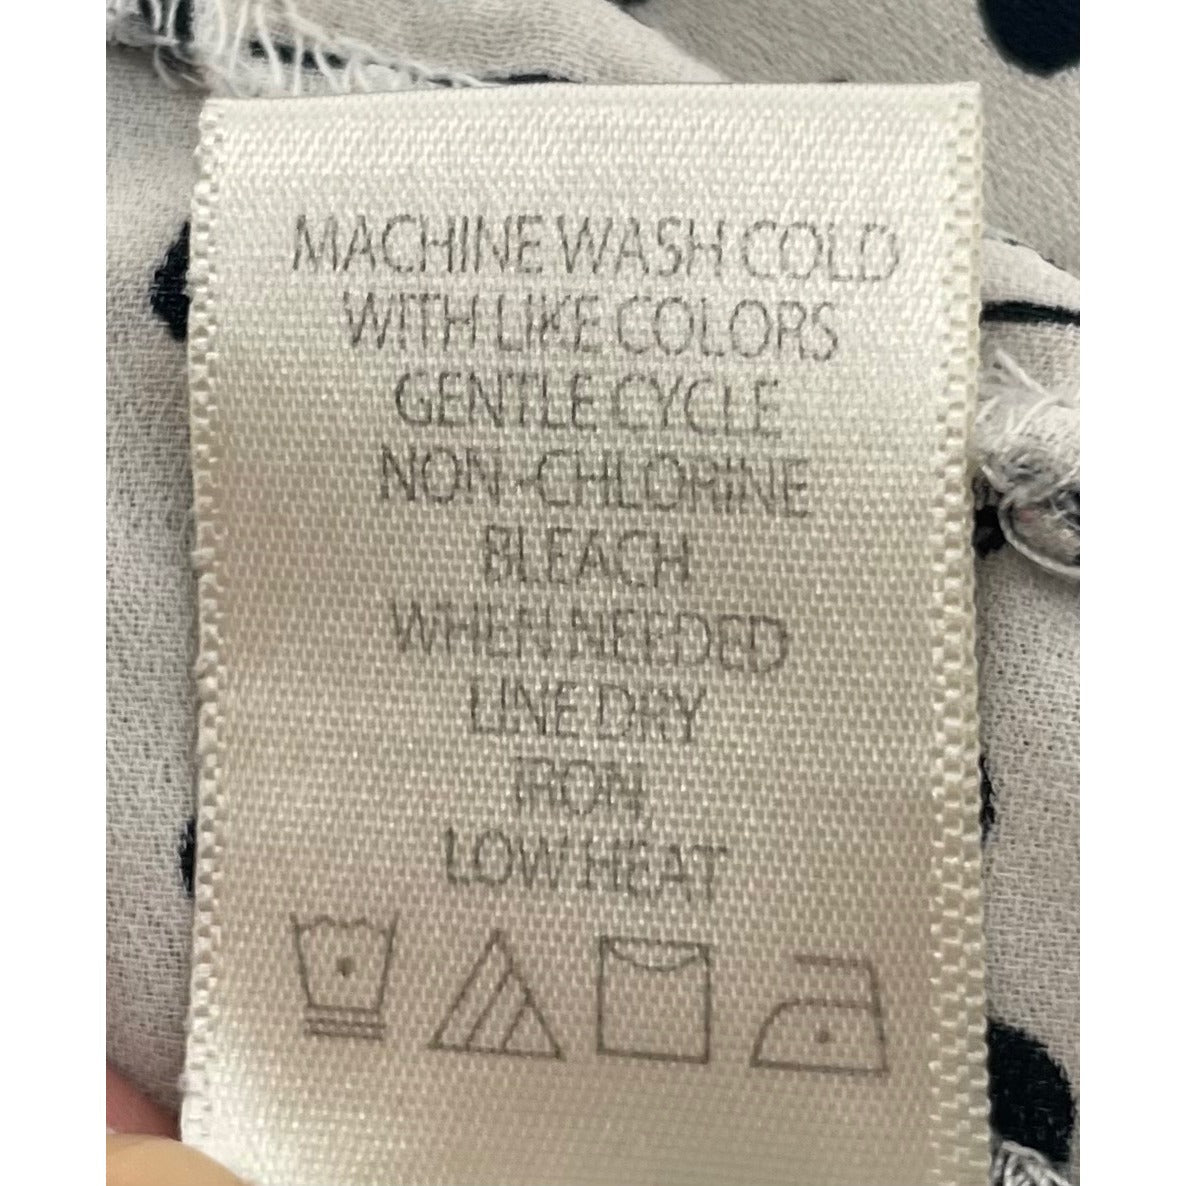 MACHINE WASH COLD
WITH LIKE COLORS
GENTLE CYCLE
NON-CHLORINE
BLEACH
WHEN NEEDED
LINE DRY
IRON,
LOW HEAT